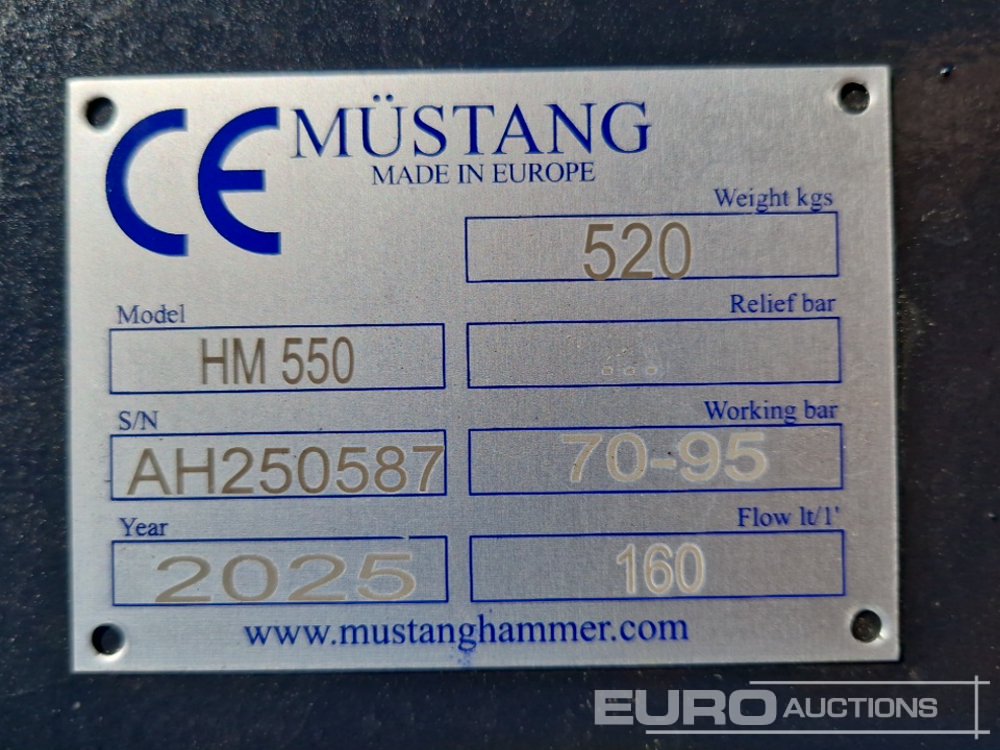 CE MÜSTANG
MADE IN EUROPE
Weight kgs
520
Model
HM 550
Relief bar
...
S/N
AH250587
Working bar
70-95
Year
2025
Flow lt/1'
160
www.mustanghammer.com
EURO AUCTIONS